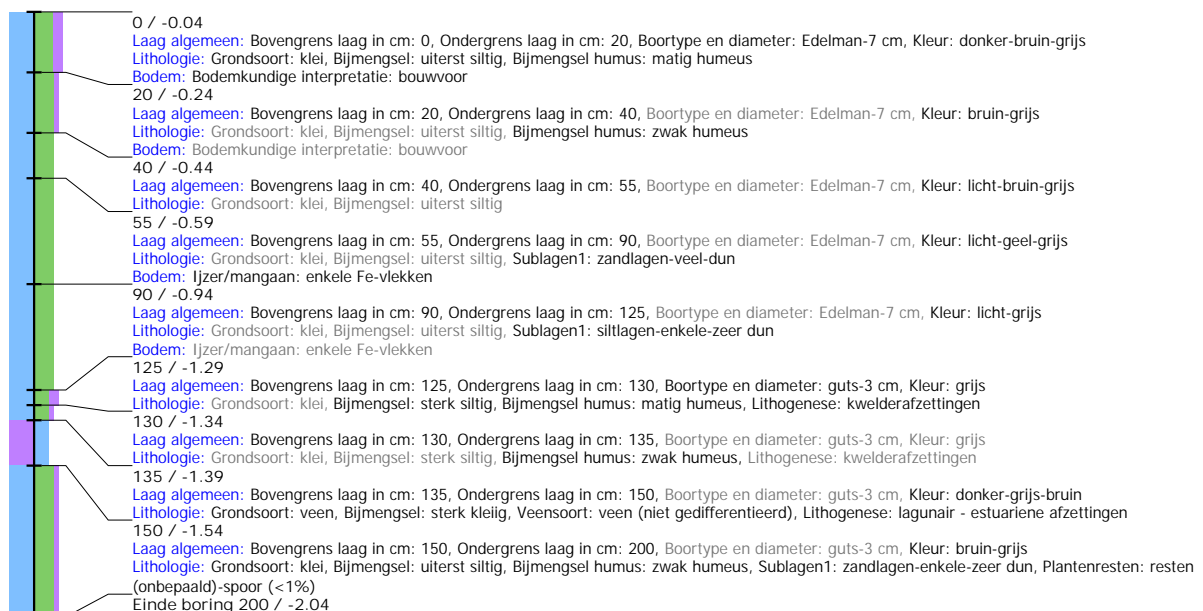 0 / -0.04
Laag algemeen: Bovengrens laag in cm: 0, Ondergrens laag in cm: 20, Boortype en diameter: Edelman-7 cm, Kleur: donker-bruin-grijs
Lithologie: Grondsoort: klei, Bijmengsel: uiterst siltig, Bijmengsel humus: matig humeus
Bodem: Bodemkundige interpretatie: bouwvoor
20 / -0.24
Laag algemeen: Bovengrens laag in cm: 20, Ondergrens laag in cm: 40, Boortype en diameter: Edelman-7 cm, Kleur: bruin-grijs
Lithologie: Grondsoort: klei, Bijmengsel: uiterst siltig, Bijmengsel humus: zwak humeus
Bodem: Bodemkundige interpretatie: bouwvoor
40 / -0.44
Laag algemeen: Bovengrens laag in cm: 40, Ondergrens laag in cm: 55, Boortype en diameter: Edelman-7 cm, Kleur: licht-bruin-grijs
Lithologie: Grondsoort: klei, Bijmengsel: uiterst siltig
55 / -0.59
Laag algemeen: Bovengrens laag in cm: 55, Ondergrens laag in cm: 90, Boortype en diameter: Edelman-7 cm, Kleur: licht-geel-grijs
Lithologie: Grondsoort: klei, Bijmengsel: uiterst siltig, Sublagen1: zandlagen-veel-dun
Bodem: Ijzer/mangaan: enkele Fe-vlekken
90 / -0.94
Laag algemeen: Bovengrens laag in cm: 90, Ondergrens laag in cm: 125, Boortype en diameter: Edelman-7 cm, Kleur: licht-grijs
Lithologie: Grondsoort: klei, Bijmengsel: uiterst siltig, Sublagen1: siltlagen-enkele-zeer dun
Bodem: Ijzer/mangaan: enkele Fe-vlekken
125 / -1.29
Laag algemeen: Bovengrens laag in cm: 125, Ondergrens laag in cm: 130, Boortype en diameter: guts-3 cm, Kleur: grijs
Lithologie: Grondsoort: klei, Bijmengsel: sterk siltig, Bijmengsel humus: matig humeus, Lithogenese: kwelderafzettingen
130 / -1.34
Laag algemeen: Bovengrens laag in cm: 130, Ondergrens laag in cm: 135, Boortype en diameter: guts-3 cm, Kleur: grijs
Lithologie: Grondsoort: klei, Bijmengsel: sterk siltig, Bijmengsel humus: zwak humeus, Lithogenese: kwelderafzettingen
135 / -1.39
Laag algemeen: Bovengrens laag in cm: 135, Ondergrens laag in cm: 150, Boortype en diameter: guts-3 cm, Kleur: donker-grijs-bruin
Lithologie: Grondsoort: veen, Bijmengsel: sterk kleiig, Veensoort: veen (niet gedifferentieerd), Lithogenese: lagunair - estuariene afzettingen
150 / -1.54
Laag algemeen: Bovengrens laag in cm: 150, Ondergrens laag in cm: 200, Boortype en diameter: guts-3 cm, Kleur: bruin-grijs
Lithologie: Grondsoort: klei, Bijmengsel: uiterst siltig, Bijmengsel humus: zwak humeus, Sublagen1: zandlagen-enkele-zeer dun, Plantenresten: resten
(onbepaald)-spoor (<1%)
Einde boring 200 / -2.04